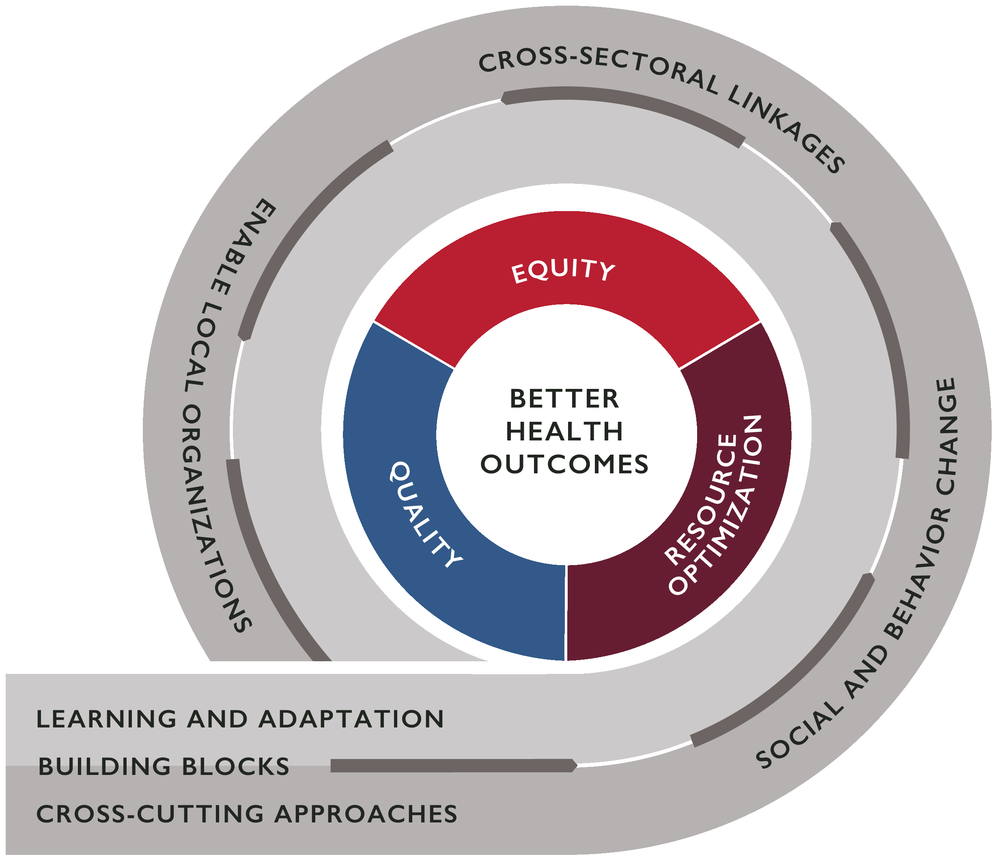 CROSS-SECTORAL LINKAGES
ENABLE LOCAL ORGANIZATIONS
SOCIAL AND BEHAVIOR CHANGE
EQUITY
QUALITY
RESOURCE
OPTIMIZATION
BETTER
HEALTH
OUTCOMES
LEARNING AND ADAPTATION
BUILDING BLOCKS
CROSS-CUTTING APPROACHES